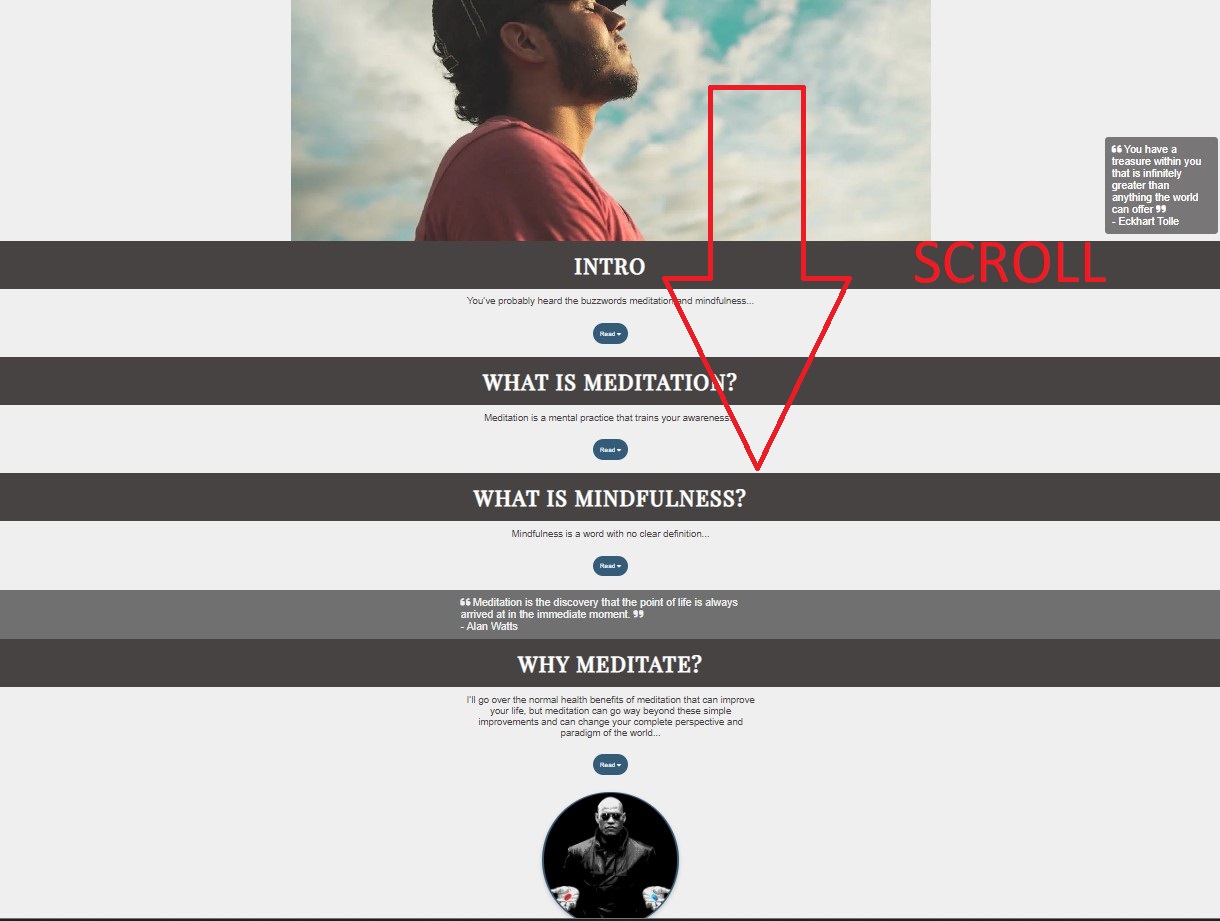 ❝ You have a
treasure within you
that is infinitely
greater than
anything the world
can offer ❞
- Eckhart Tolle
INTRO
SCROLL
You've probably heard the buzzwords meditation and mindfulness...
Read
WHAT IS MEDITATION?
Meditation is a mental practice that trains your awareness.
Read
WHAT IS MINDFULNESS?
Mindfulness is a word with no clear definition...
Read
❝ Meditation is the discovery that the point of life is always
arrived at in the immediate moment. ❞
- Alan Watts
WHY MEDITATE?
I'll go over the normal health benefits of meditation that can improve
your life, but meditation can go way beyond these simple
improvements and can change your complete perspective and
paradigm of the world...
Read